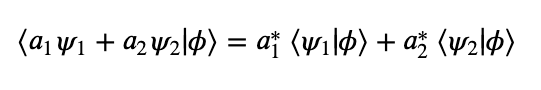 ⟨a₁ψ₁ + a₂ψ₂|ϕ⟩ = a₁* ⟨ψ₁|ϕ⟩ + a₂* ⟨ψ₂|ϕ⟩